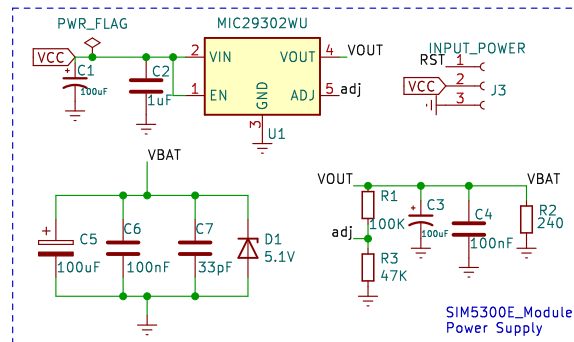 PWR_FLAG
MIC29302WU
VCC
C1
100uF
C2
1uF
2
VIN
1
EN
GND
3
U1
VOUT
4
VOUT
ADJ
5
adj
INPUT_POWER
RST
1
VCC
2
3
J3
VBAT
C5
100uF
C6
100nF
C7
33pF
D1
5.1V
VOUT
R1
100K
adj
R3
47K
C3
100uF
C4
100nF
VBAT
R2
240
SIM5300E_Module
Power Supply